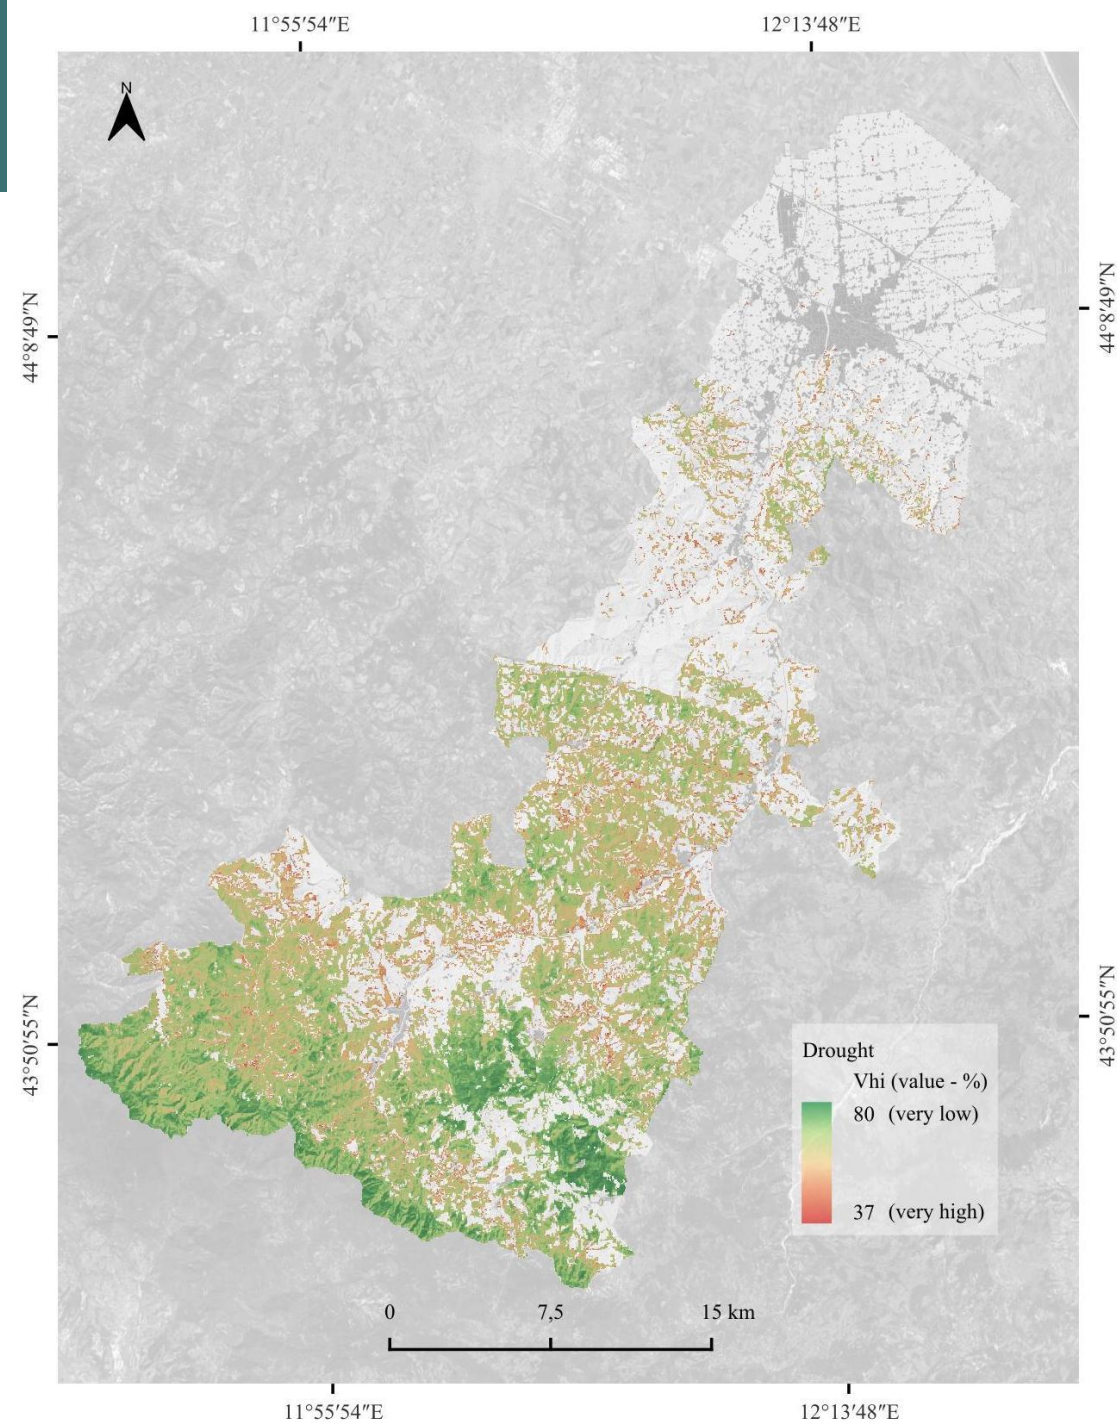 11°55′54″E
12°13′48″E
N
44°8′49″N
44°8′49″N
43°50′55″N
43°50′55″N
Drought
Vhi (value - %)
80 (very low)
37 (very high)
0
7,5
15 km
11°55′54″E
12°13′48″E